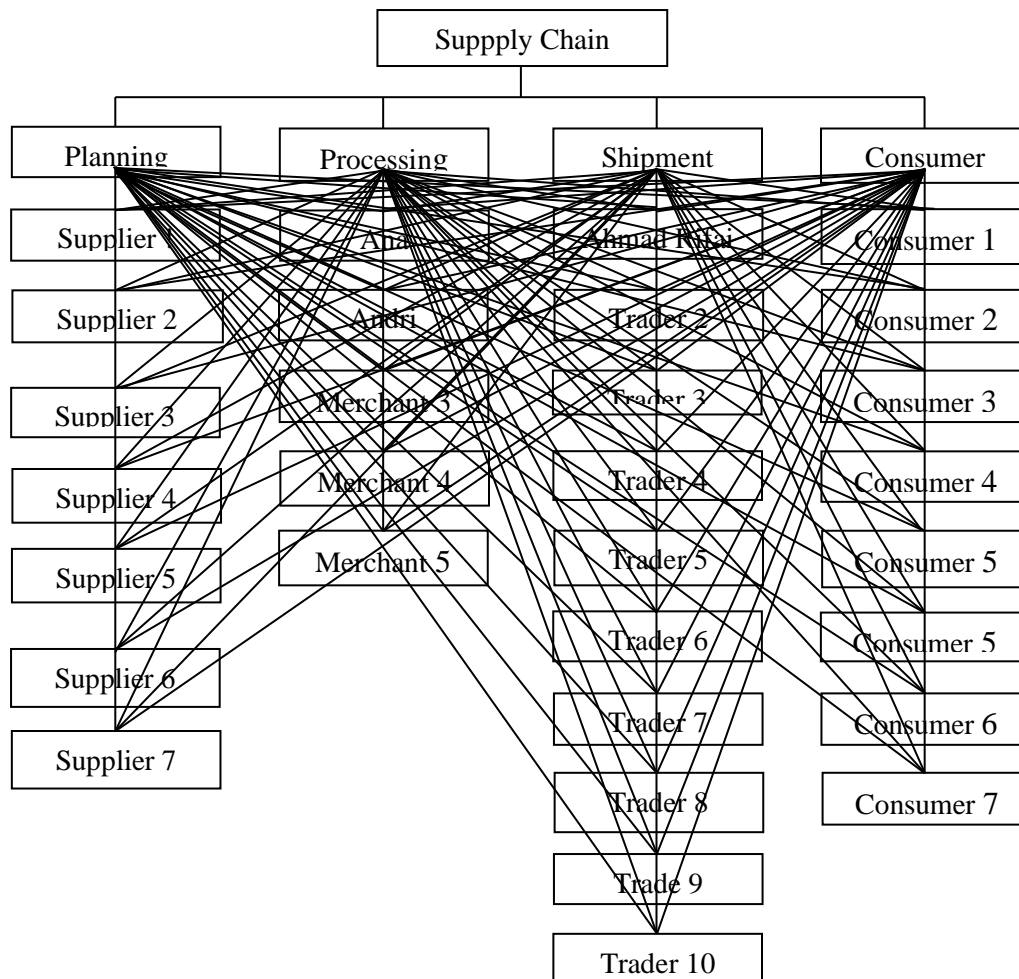 Suppply Chain
Planning
Processing
Shipment
Consumer
Supplier 1
Ana
Ahmad Rifai
Consumer 1
Supplier 2
Andri
Trader 2
Consumer 2
Supplier 3
Merchant 3
Trader 3
Consumer 3
Supplier 4
Merchant 4
Trader 4
Consumer 4
Supplier 5
Merchant 5
Trader 5
Consumer 5
Supplier 6
Trader 6
Consumer 5
Supplier 7
Trader 7
Consumer 6
Trader 8
Consumer 7
Trade 9
Trader 10